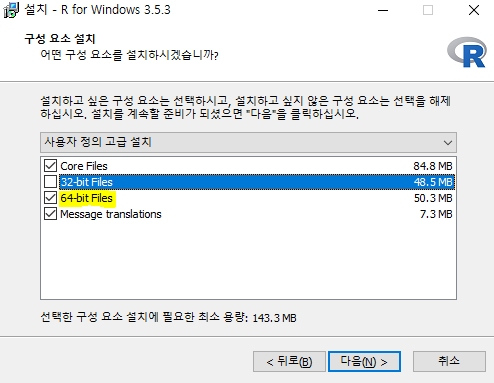 설치 - R for Windows 3.5.3
구성 요소 설치
어떤 구성 요소를 설치하시겠습니까?
R
설치하고 싶은 구성 요소는 선택하시고, 설치하고 싶지 않은 구성 요소는 선택을 해제
하십시오. 설치를 계속할 준비가 되셨으면 "다음"을 클릭하십시오.
사용자 정의 고급 설치
Core Files 84.8 MB
32-bit Files 48.5 MB
64-bit Files 50.3 MB
Message translations 7.3 MB
선택한 구성 요소 설치에 필요한 최소 용량: 143.3 MB
< 뒤로(B) 다음(N) > 취소